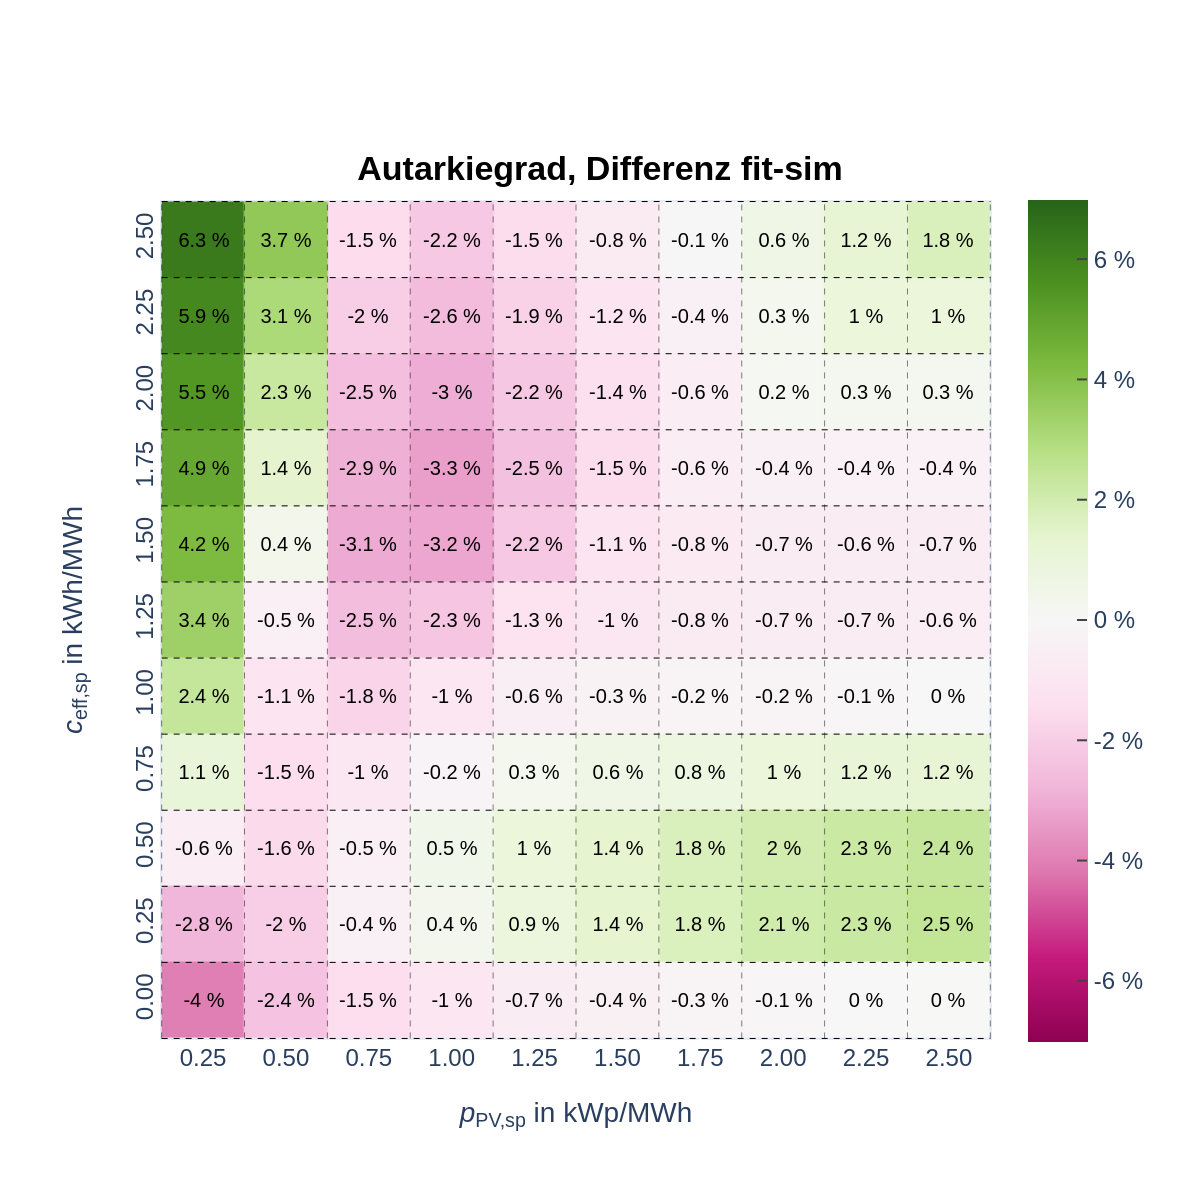 Autarkiegrad, Differenz fit-sim
2.50 6.3 % 3.7 % -1.5 % -2.2 % -1.5 % -0.8 % -0.1 % 0.6 % 1.2 % 1.8 %
2.25 5.9 % 3.1 % -2 % -2.6 % -1.9 % -1.2 % -0.4 % 0.3 % 1 % 1 %
2.00 5.5 % 2.3 % -2.5 % -3 % -2.2 % -1.4 % -0.6 % 0.2 % 0.3 % 0.3 %
1.75 4.9 % 1.4 % -2.9 % -3.3 % -2.5 % -1.5 % -0.6 % -0.4 % -0.4 % -0.4 %
1.50 4.2 % 0.4 % -3.1 % -3.2 % -2.2 % -1.1 % -0.8 % -0.7 % -0.6 % -0.7 %
1.25 3.4 % -0.5 % -2.5 % -2.3 % -1.3 % -1 % -0.8 % -0.7 % -0.7 % -0.6 %
1.00 2.4 % -1.1 % -1.8 % -1 % -0.6 % -0.3 % -0.2 % -0.2 % -0.1 % 0 %
0.75 1.1 % -1.5 % -1 % -0.2 % 0.3 % 0.6 % 0.8 % 1 % 1.2 % 1.2 %
0.50 -0.6 % -1.6 % -0.5 % 0.5 % 1 % 1.4 % 1.8 % 2 % 2.3 % 2.4 %
0.25 -2.8 % -2 % -0.4 % 0.4 % 0.9 % 1.4 % 1.8 % 2.1 % 2.3 % 2.5 %
0.00 -4 % -2.4 % -1.5 % -1 % -0.7 % -0.4 % -0.3 % -0.1 % 0 % 0 %
0.25 0.50 0.75 1.00 1.25 1.50 1.75 2.00 2.25 2.50
pPV,sp in kWp/MWh
ceff,sp in kWh/MWh
6 %
4 %
2 %
0 %
-2 %
-4 %
-6 %